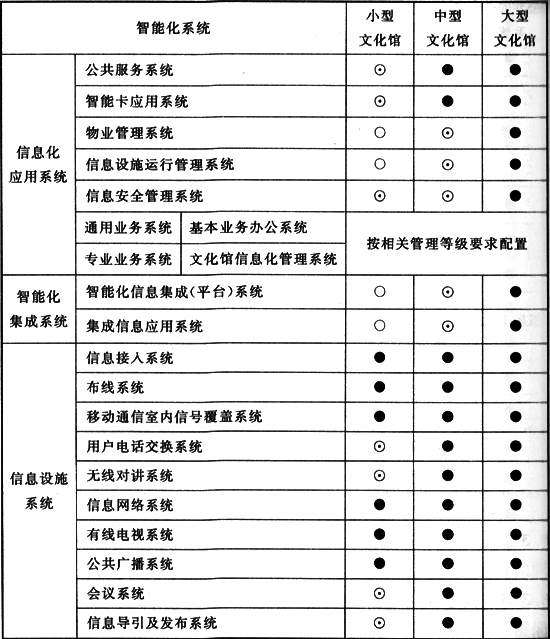 智能化系统 小型文化馆 中型文化馆 大型文化馆
信息化应用系统
公共服务系统 ⊙ ● ●
智能卡应用系统 ⊙ ● ●
物业管理系统 ○ ⊙ ●
信息设施运行管理系统 ○ ⊙ ●
信息安全管理系统 ⊙ ⊙ ●
通用业务系统 基本业务办公系统 按相关管理等级要求配置
专业业务系统 文化馆信息化管理系统
智能化集成系统
智能化信息集成(平台)系统 ○ ⊙ ●
集成信息应用系统 ○ ⊙ ●
信息设施系统
信息接入系统 ● ● ●
布线系统 ● ● ●
移动通信室内信号覆盖系统 ● ● ●
用户电话交换系统 ⊙ ● ●
无线对讲系统 ⊙ ● ●
信息网络系统 ● ● ●
有线电视系统 ● ● ●
公共广播系统 ● ● ●
会议系统 ⊙ ● ●
信息导引及发布系统 ⊙ ● ●